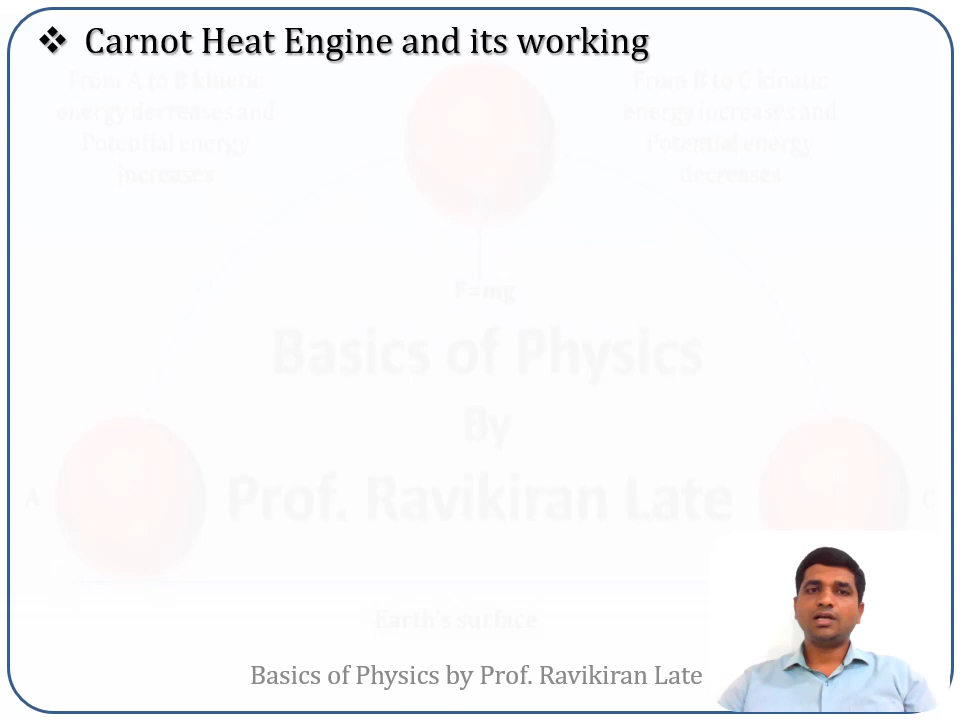 ❖ Carnot Heat Engine and its working
From A to B kinetic
energy decreases and
Potential energy
increases
From B to C kinetic
energy increases and
Potential energy
decreases
F=mg
Basics of Physics
By
Prof. Ravikiran Late
A
C
Earth's surface
Basics of Physics by Prof. Ravikiran Late